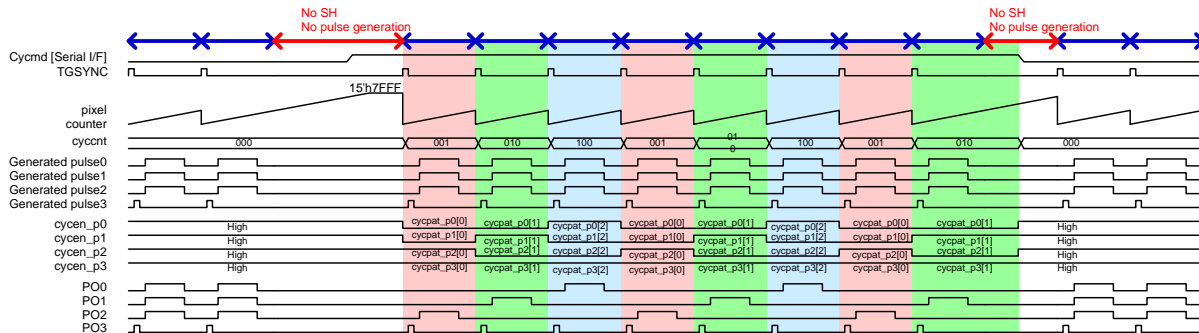 No SH
No pulse generation
No SH
No pulse generation
Cycmd [Serial I/F]
TGSYNC
15'h7FFF
pixel
counter
cyccnt 000 001 010 100 001 010 100 001 010 000
Generated pulse0
Generated pulse1
Generated pulse2
Generated pulse3
cycen_p0 High cycpat_p0[0] cycpat_p0[1] cycpat_p0[2] cycpat_p0[0] cycpat_p0[1] cycpat_p0[2] cycpat_p0[0] cycpat_p0[1] High
cycen_p1 High cycpat_p1[0] cycpat_p1[1] cycpat_p1[2] cycpat_p1[0] cycpat_p1[1] cycpat_p1[2] cycpat_p1[0] cycpat_p1[1] High
cycen_p2 High cycpat_p2[0] cycpat_p2[1] cycpat_p2[2] cycpat_p2[0] cycpat_p2[1] cycpat_p2[2] cycpat_p2[0] cycpat_p2[1] High
cycen_p3 High cycpat_p3[0] cycpat_p3[1] cycpat_p3[2] cycpat_p3[0] cycpat_p3[1] cycpat_p3[2] cycpat_p3[0] cycpat_p3[1] High
PO0
PO1
PO2
PO3